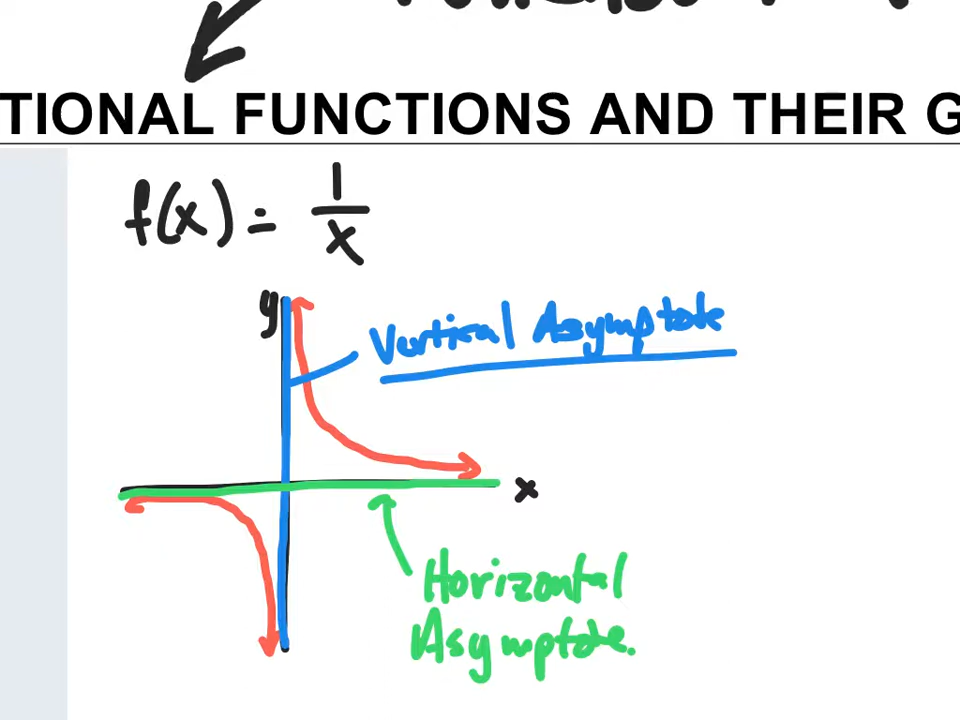 TIONAL FUNCTIONS AND THEIR G
f(x) = 1/x
y
Vertical Asymptote
x
Horizontal
Asymptote.